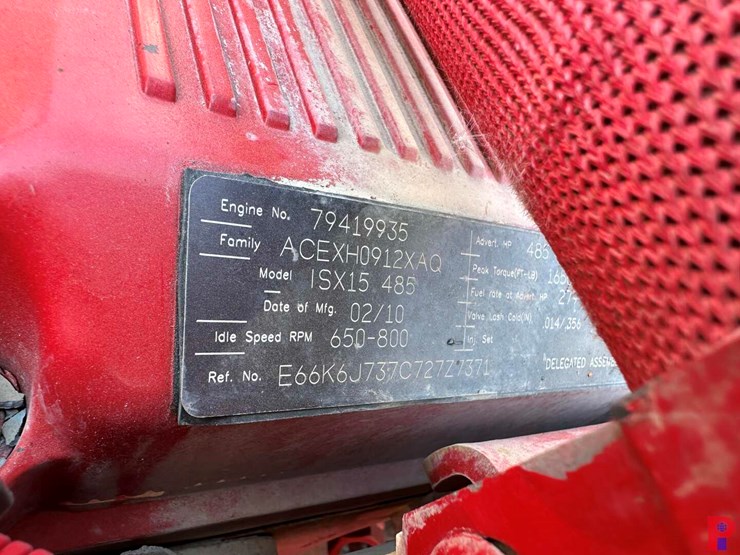 Engine No. 79419935
Family ACEXH0912XAQ
Model ISX15 485
Date of Mfg. 02/10
Idle Speed RPM 650-800
Ref. No. E66K6J737C727Z7371
Advert. HP 485
Peak Torque(FT-LB)
Fuel rate at Advert. HP
Valve Lash Cold(IN) .014/.356
Inj. Set
DELEGATED